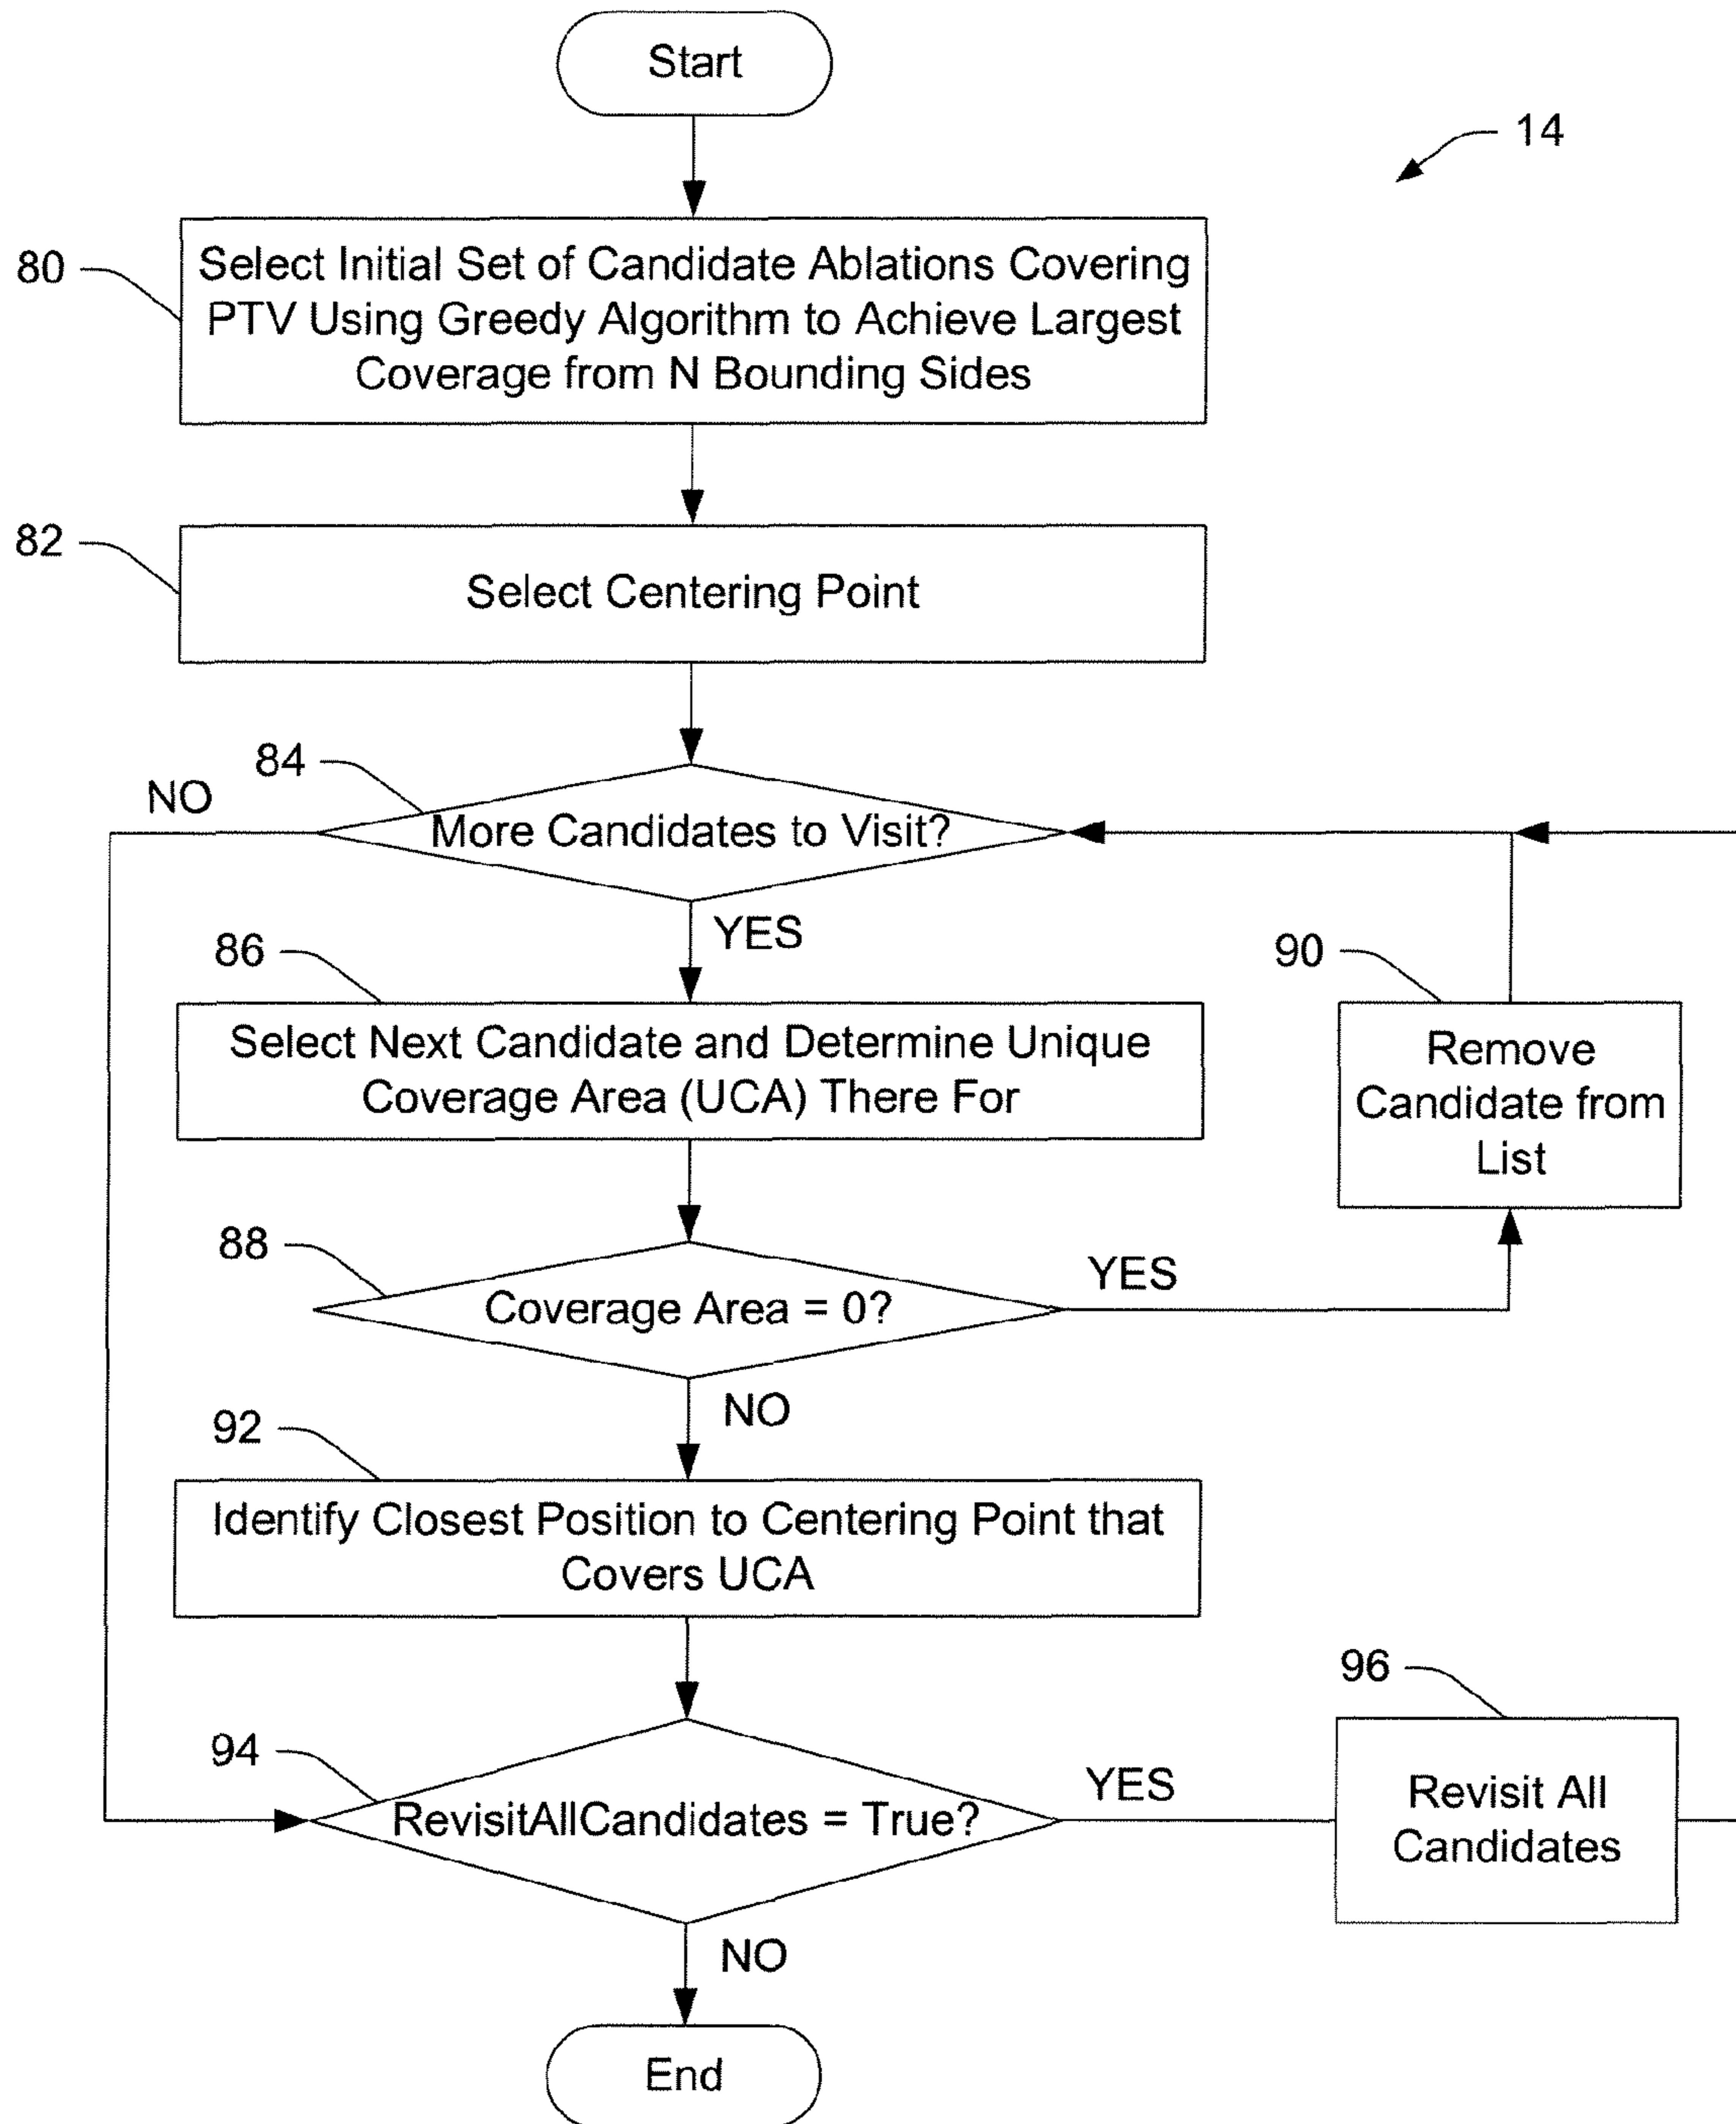 Start
14
80
Select Initial Set of Candidate Ablations Covering
PTV Using Greedy Algorithm to Achieve Largest
Coverage from N Bounding Sides
82
Select Centering Point
84
NO
More Candidates to Visit?
YES
86
Select Next Candidate and Determine Unique
Coverage Area (UCA) There For
90
Remove
Candidate from
List
88
Coverage Area = 0?
YES
NO
92
Identify Closest Position to Centering Point that
Covers UCA
94
RevisitAllCandidates = True?
YES
96
Revisit All
Candidates
NO
End